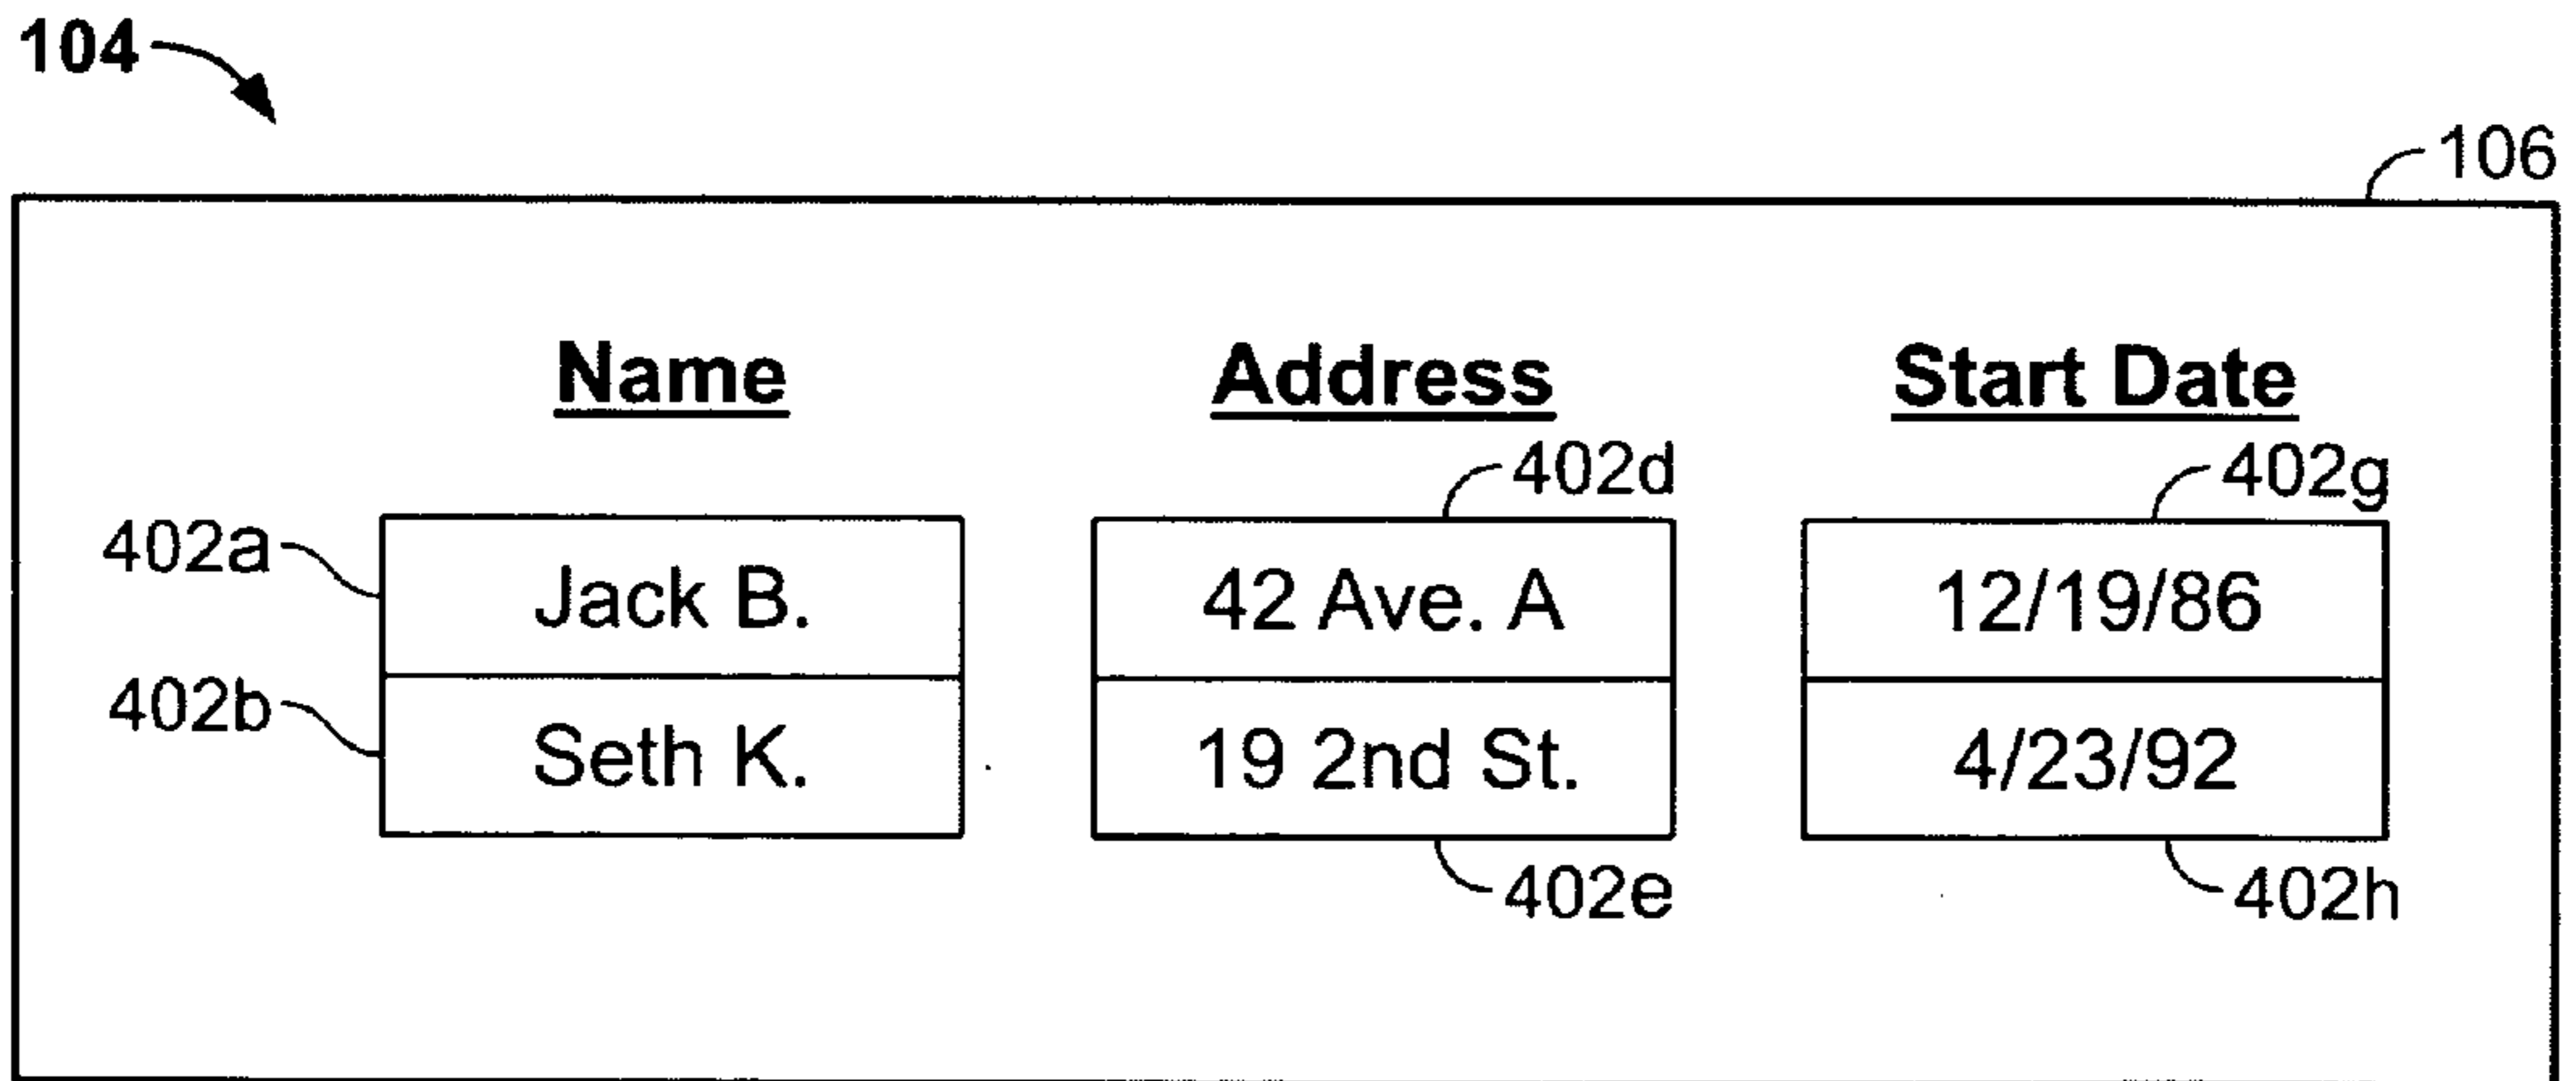 104
106
Name Address Start Date
402d 402g
402a Jack B. 42 Ave. A 12/19/86
402b Seth K. 19 2nd St. 4/23/92
402e 402h